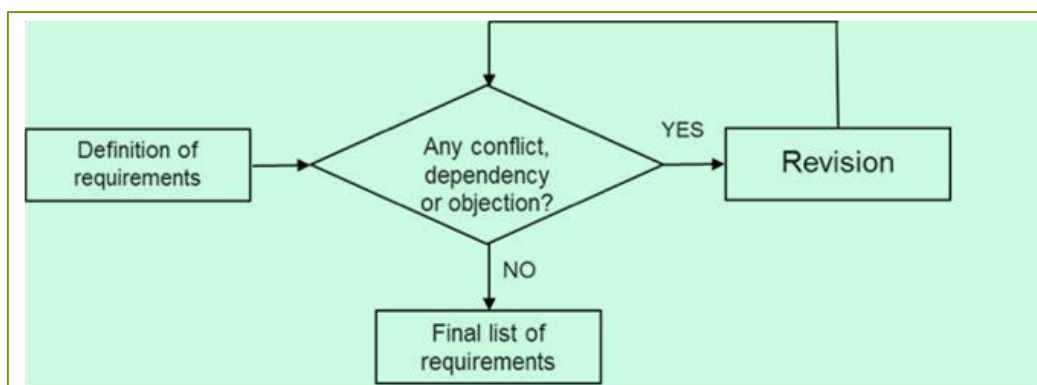 Definition of
requirements
Any conflict,
dependency
or objection?
YES
Revision
NO
Final list of
requirements